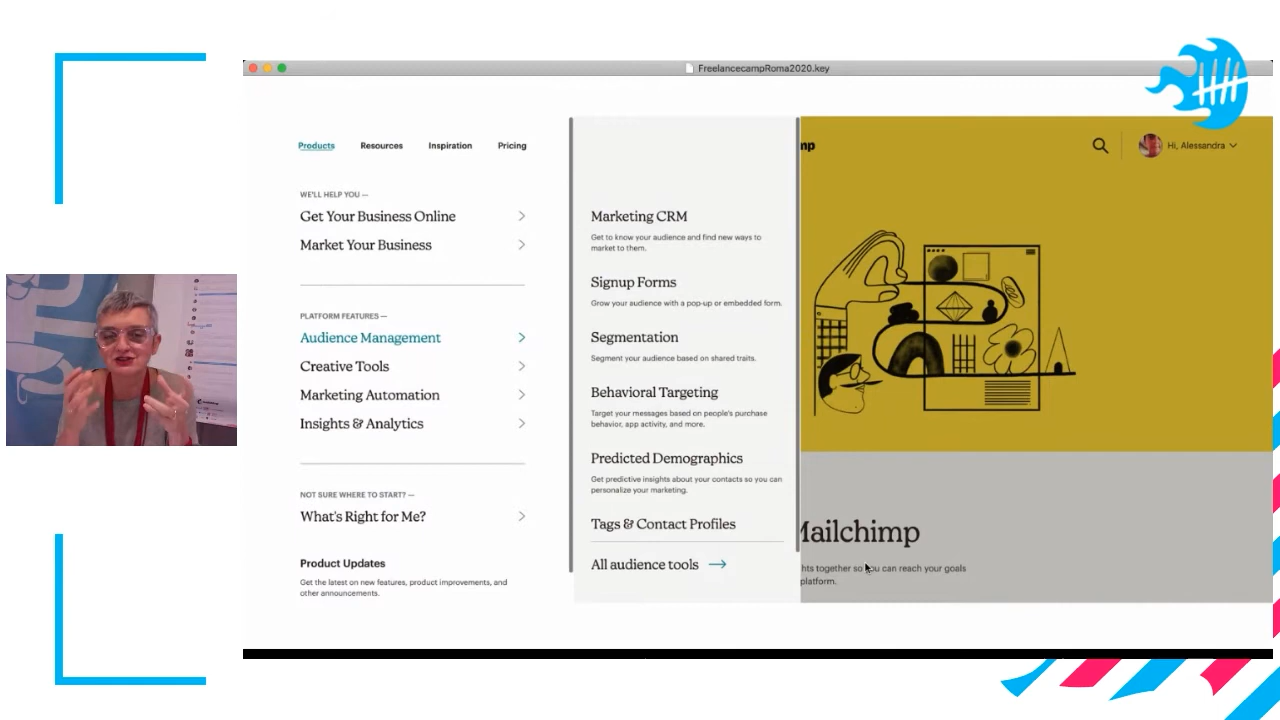 FreelancecampRoma2020.key
Products Resources Inspiration Pricing
WE'LL HELP YOU —
Get Your Business Online
Market Your Business
PLATFORM FEATURES —
Audience Management
Creative Tools
Marketing Automation
Insights & Analytics
NOT SURE WHERE TO START? —
What's Right for Me?
Product Updates
Get the latest on new features, product improvements, and
other announcements.
Marketing CRM
Get to know your audience and find new ways to
market to them.
Signup Forms
Grow your audience with a pop-up or embedded form.
Segmentation
Segment your audience based on shared traits.
Behavioral Targeting
Target your messages based on people's purchase
behavior, app activity, and more.
Predicted Demographics
Get predictive insights about your contacts so you can
personalize your marketing.
Tags & Contact Profiles
All audience tools
mp
Hi, Alessandra
Mailchimp
hts together so you can reach your goals
platform.